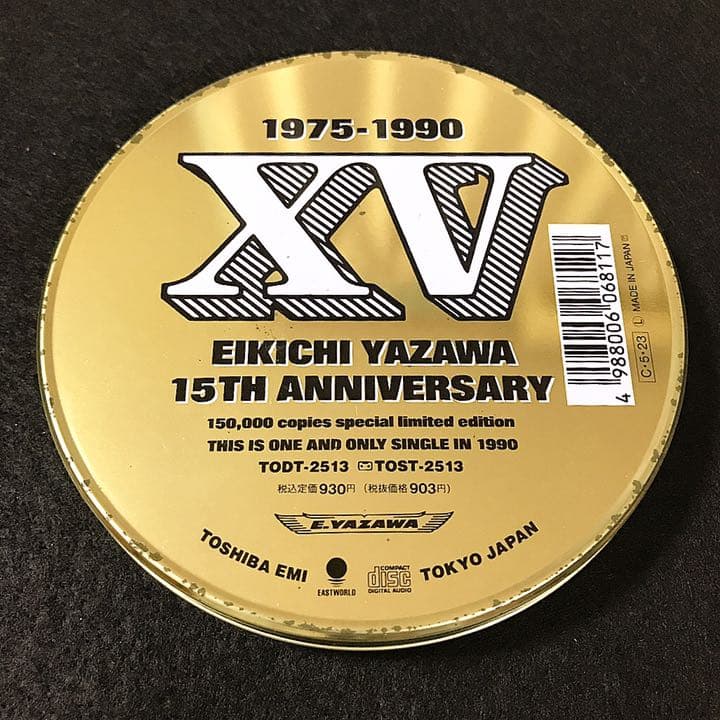 1975-1990
XV
EIKICHI YAZAWA
15TH ANNIVERSARY
150,000 copies special limited edition
THIS IS ONE AND ONLY SINGLE IN 1990
TODT-2513 TOST-2513
税込定価930円 (税抜価格903円)
E.YAZAWA
TOSHIBA EMI
EASTWORLD
COMPACT
disc
DIGITAL AUDIO
TOKYO JAPAN
4 988006 068117
C・5・23 L MADE IN JAPAN